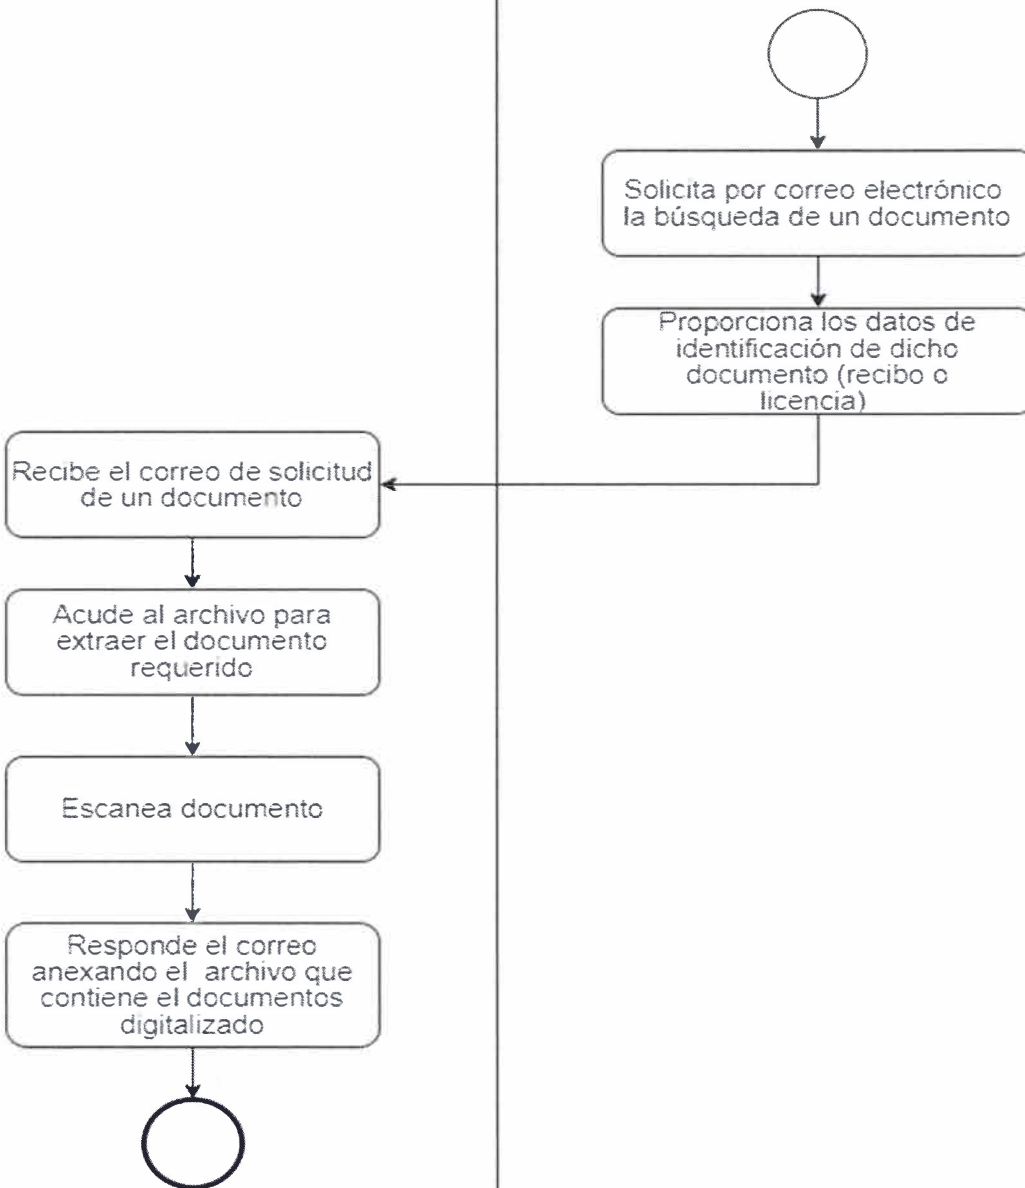 Solicita por correo electrónico
la búsqueda de un documento
Proporciona los datos de
identificación de dicho
documento (recibo o
licencia)
Recibe el correo de solicitud
de un documento
Acude al archivo para
extraer el documento
requerido
Escanea documento
Responde el correo
anexando el archivo que
contiene el documentos
digitalizado